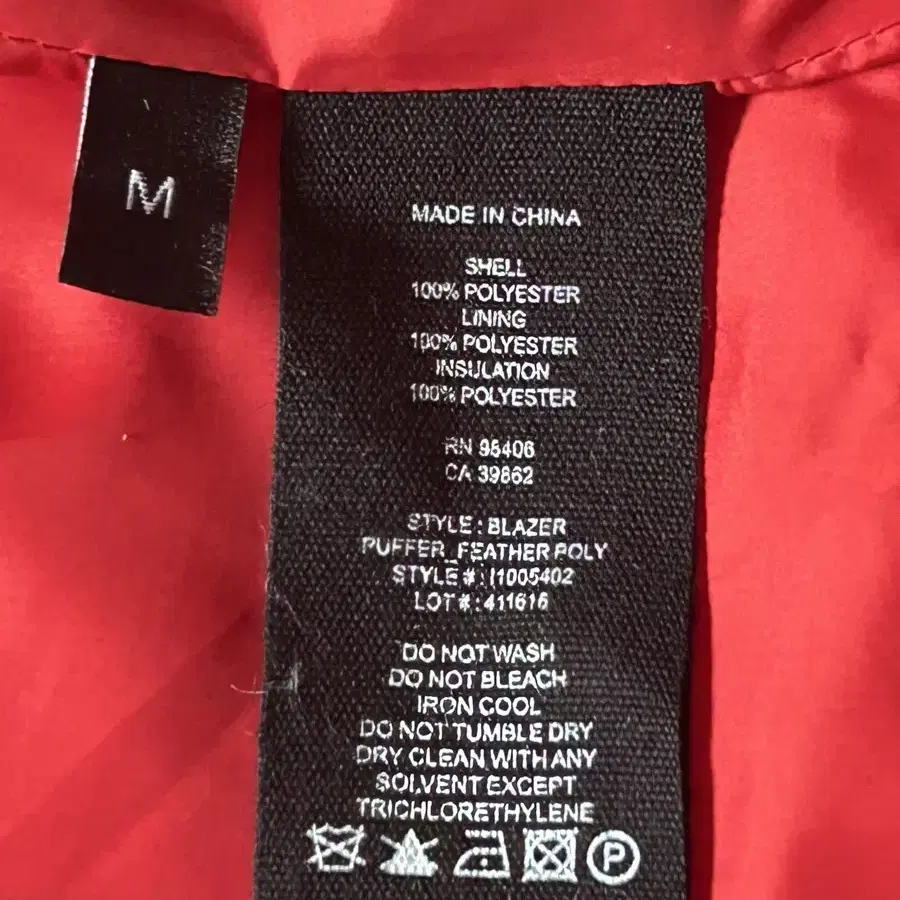 M
MADE IN CHINA
SHELL
100% POLYESTER
LINING
100% POLYESTER
INSULATION
100% POLYESTER
RN 98406
CA 39862
STYLE : BLAZER
PUFFER_FEATHER POLY
STYLE # : I1005402
LOT # : 411616
DO NOT WASH
DO NOT BLEACH
IRON COOL
DO NOT TUMBLE DRY
DRY CLEAN WITH ANY
SOLVENT EXCEPT
TRICHLORETHYLENE
P